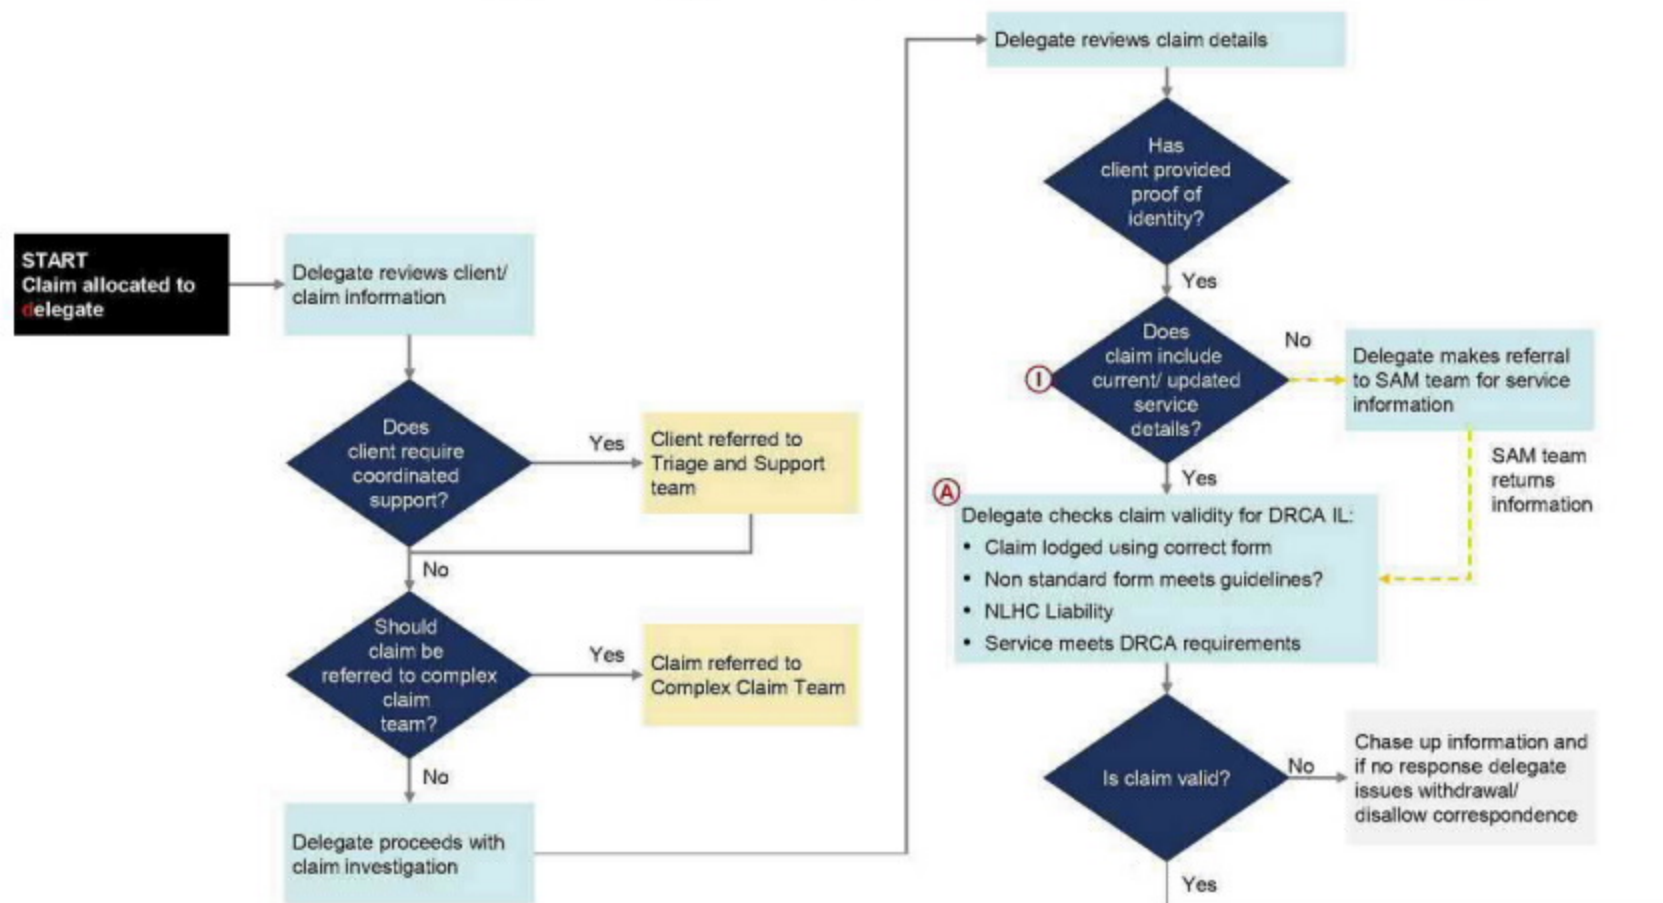 START
Claim allocated to
delegate
Delegate reviews client/
claim information
Does
client require
coordinated
support?
Yes
Client referred to
Triage and Support
team
No
Should
claim be
referred to complex
claim
team?
Yes
Claim referred to
Complex Claim Team
No
Delegate proceeds with
claim investigation
Delegate reviews claim details
Has
client provided
proof of
identity?
Yes
I
Does
claim include
current/ updated
service
details?
No
Delegate makes referral
to SAM team for service
information
SAM team
returns
information
Yes
A
Delegate checks claim validity for DRCA IL:
• Claim lodged using correct form
• Non standard form meets guidelines?
• NLHC Liability
• Service meets DRCA requirements
Is claim valid?
No
Chase up information and
if no response delegate
issues withdrawal/
disallow correspondence
Yes